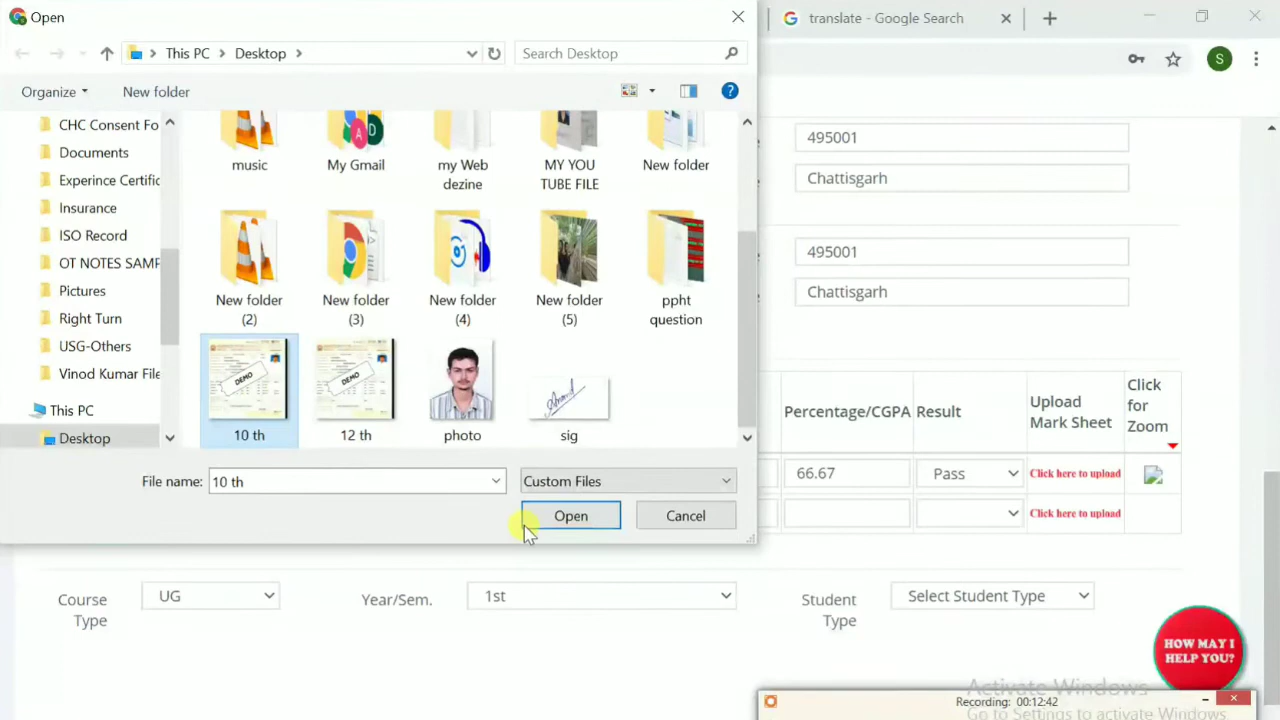 Open
translate - Google Search
This PC
Desktop
Search Desktop
Organize
New folder
S
CHC Consent Fo
Documents
Experince Certific
Insurance
ISO Record
OT NOTES SAMP
Pictures
Right Turn
USG-Others
Vinod Kumar File
This PC
Desktop
music
My Gmail
my Web
dezine
MY YOU
TUBE FILE
New folder
A
D
New folder
(2)
New folder
(3)
New folder
(4)
New folder
(5)
ppht
question
DEMO
DEMO
10 th
12 th
photo
sig
File name:
10 th
Custom Files
Open
Cancel
495001
Chattisgarh
495001
Chattisgarh
Percentage/CGPA
Result
Upload
Mark Sheet
Click
for
Zoom
66.67
Pass
Click here to upload
Click here to upload
Course
Type
UG
Year/Sem.
1st
Student
Type
Select Student Type
HOW MAY I
HELP YOU?
Activate Windows
Go to Settings to activate Windows
Recording: 00:12:42